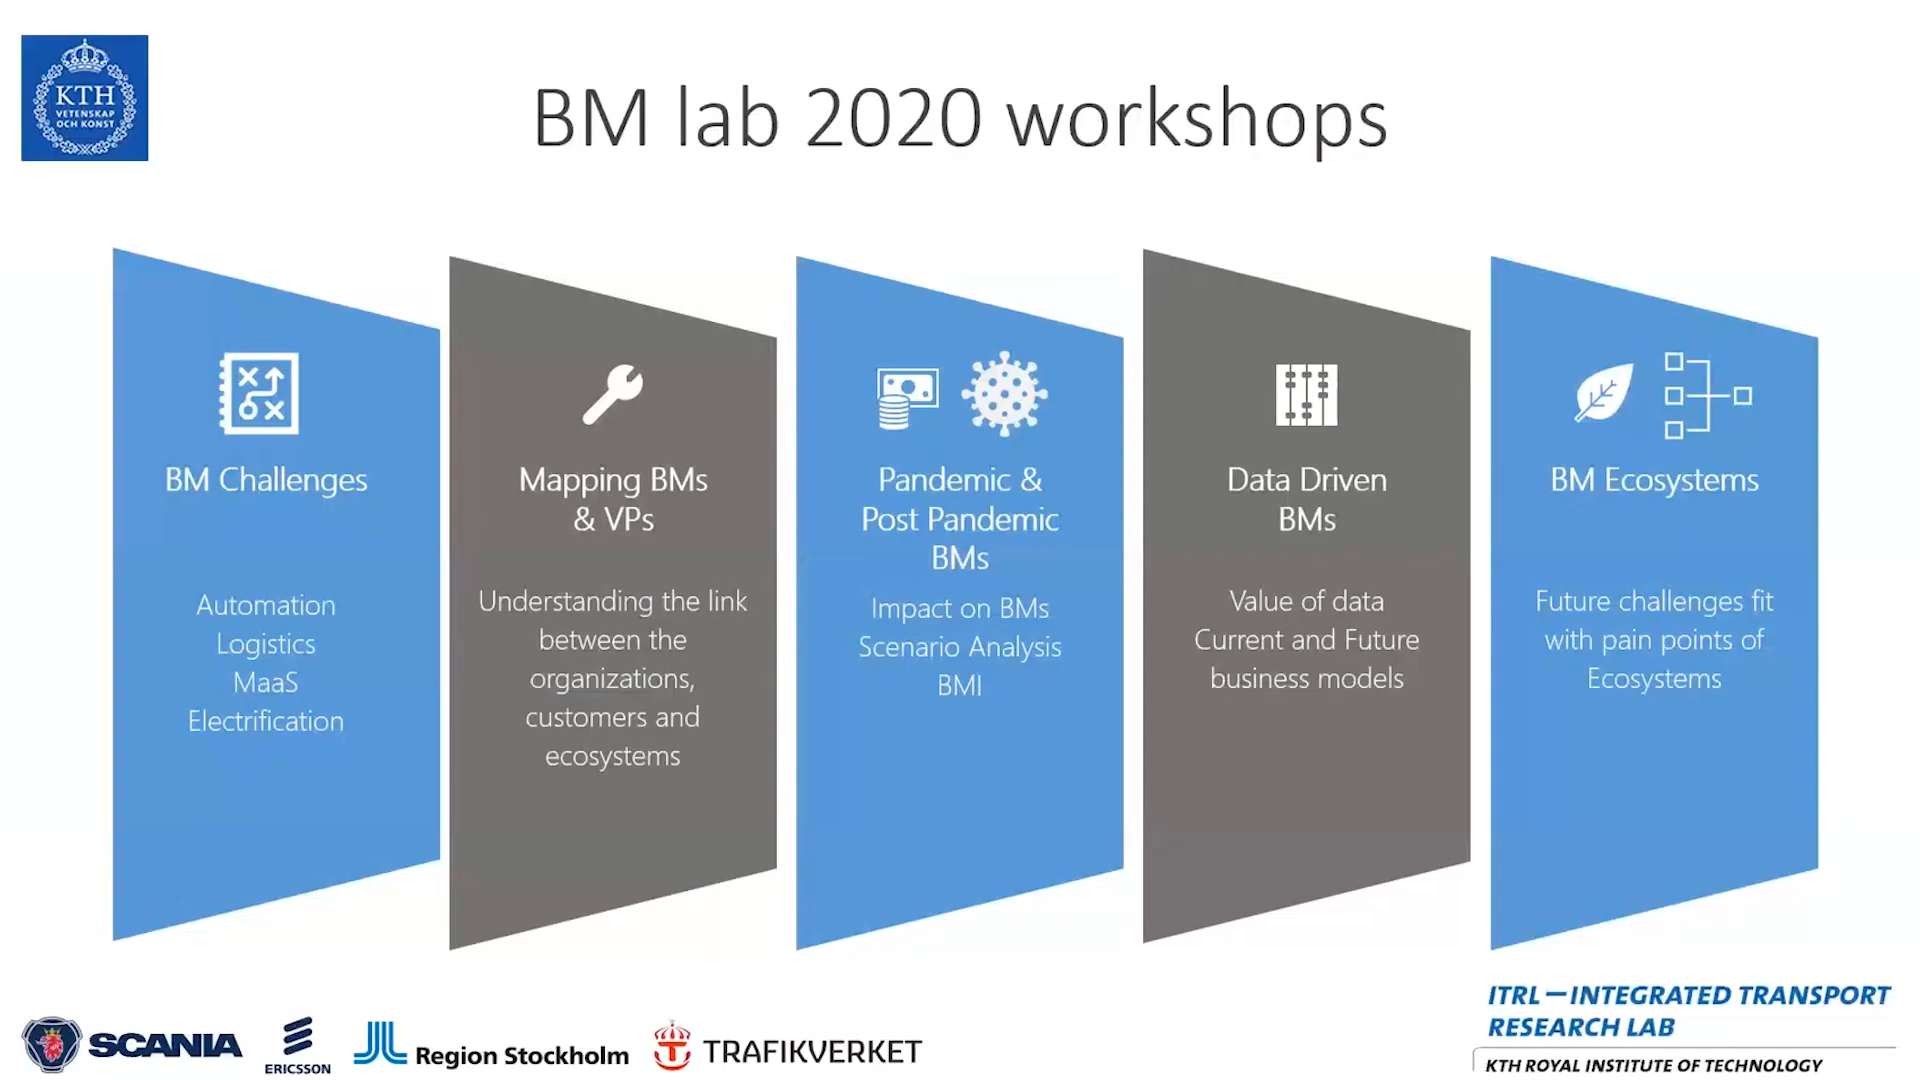 KTH
VETENSKAP
OCH KONST
BM lab 2020 workshops
BM Challenges
Automation
Logistics
MaaS
Electrification
Mapping BMs
& VPs
Understanding the link
between the
organizations,
customers and
ecosystems
Pandemic &
Post Pandemic
BMs
Impact on BMs
Scenario Analysis
BMI
Data Driven
BMs
Value of data
Current and Future
business models
BM Ecosystems
Future challenges fit
with pain points of
Ecosystems
SCANIA
ERICSSON
Region Stockholm
TRAFIKVERKET
ITRL—INTEGRATED TRANSPORT
RESEARCH LAB
KTH ROYAL INSTITUTE OF TECHNOLOGY